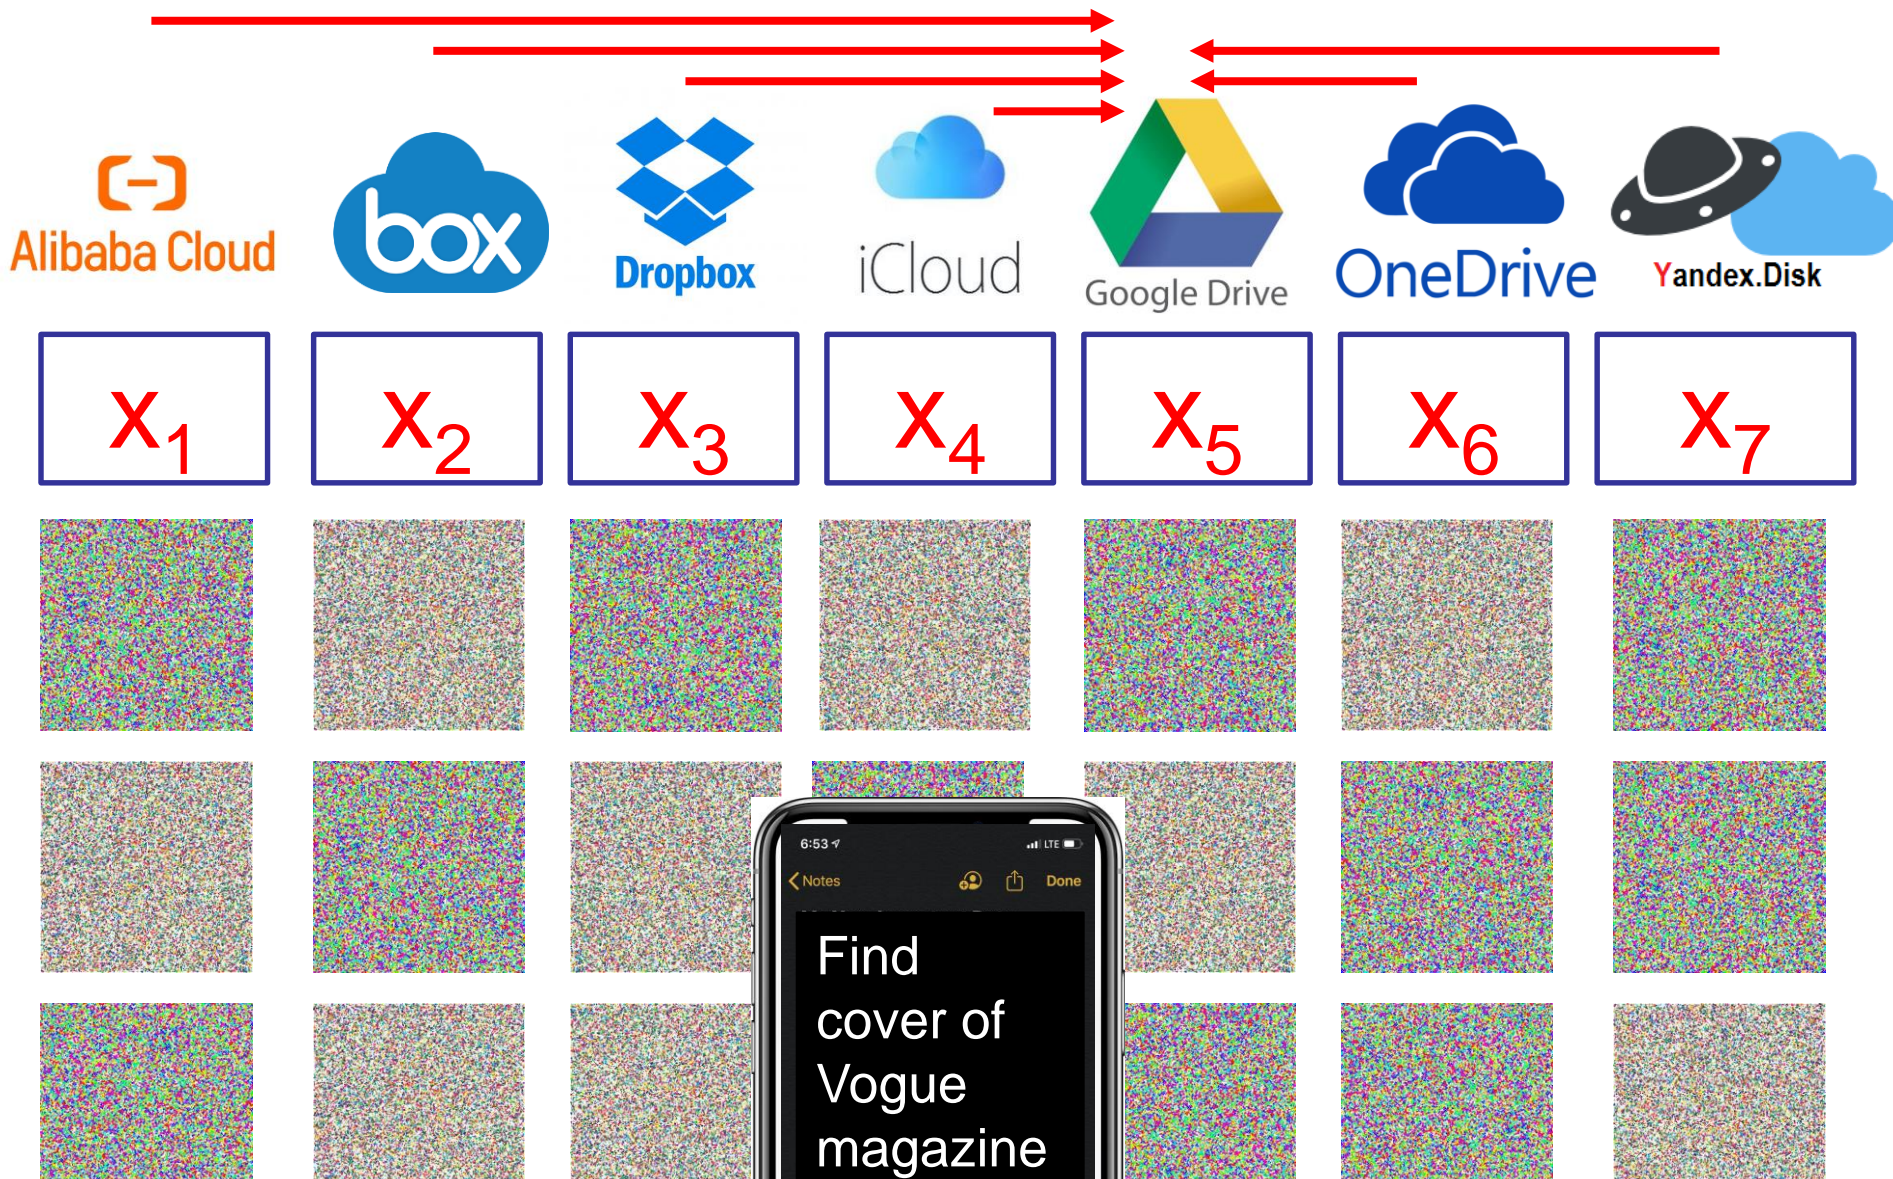 Alibaba Cloud
box
Dropbox
iCloud
Google Drive
OneDrive
Yandex.Disk
x1
x2
x3
x4
x5
x6
x7
6:53
LTE
Notes
Done
Find
cover of
Vogue
magazine